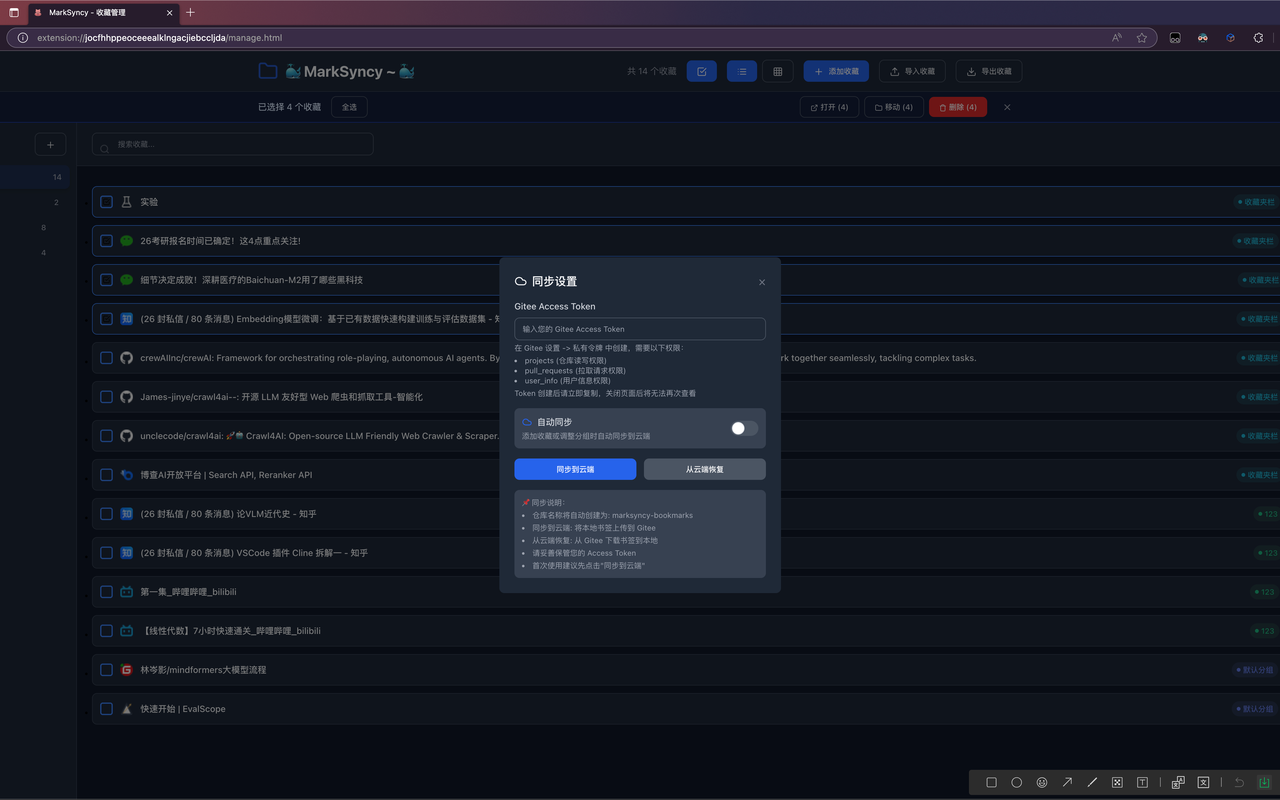 MarkSyncy - 收藏管理
extension://jocfhhppeoceeealklngacjiebccljda/manage.html
MarkSyncy ~
共 14 个收藏
添加收藏
导入收藏
导出收藏
已选择 4 个收藏
全选
打开 (4)
移动 (4)
删除 (4)
搜索收藏...
14
2
8
4
实验
收藏夹栏
26考研报名时间已确定！这4点重点关注!
收藏夹栏
细节决定成败！深耕医疗的Baichuan-M2用了哪些黑科技
收藏夹栏
(26 封私信 / 80 条消息) Embedding模型微调：基于已有数据快速构建训练与评估数据集 - 知
收藏夹栏
crewAIInc/crewAI: Framework for orchestrating role-playing, autonomous AI agents. By
k together seamlessly, tackling complex tasks.
收藏夹栏
James-jinye/crawl4ai--: 开源 LLM 友好型 Web 爬虫和抓取工具-智能化
收藏夹栏
unclecode/crawl4ai: 🚀🤖 Crawl4AI: Open-source LLM Friendly Web Crawler & Scraper.
收藏夹栏
博查AI开放平台 | Search API, Reranker API
收藏夹栏
(26 封私信 / 80 条消息) 论VLM近代史 - 知乎
123
(26 封私信 / 80 条消息) VSCode 插件 Cline 拆解一 - 知乎
123
第一集_哔哩哔哩_bilibili
123
【线性代数】7小时快速通关_哔哩哔哩_bilibili
123
林岑影/mindformers大模型流程
默认分组
快速开始 | EvalScope
默认分组
同步设置
Gitee Access Token
输入您的 Gitee Access Token
在 Gitee 设置 -> 私有令牌 中创建，需要以下权限：
projects (仓库读写权限)
pull_requests (拉取请求权限)
user_info (用户信息权限)
Token 创建后请立即复制，关闭页面后将无法再次查看
自动同步
添加收藏或调整分组时自动同步到云端
同步到云端
从云端恢复
📌 同步说明：
仓库名称将自动创建为: marksyncy-bookmarks
同步到云端: 将本地书签上传到 Gitee
从云端恢复: 从 Gitee 下载书签到本地
请妥善保管您的 Access Token
首次使用建议先点击"同步到云端"